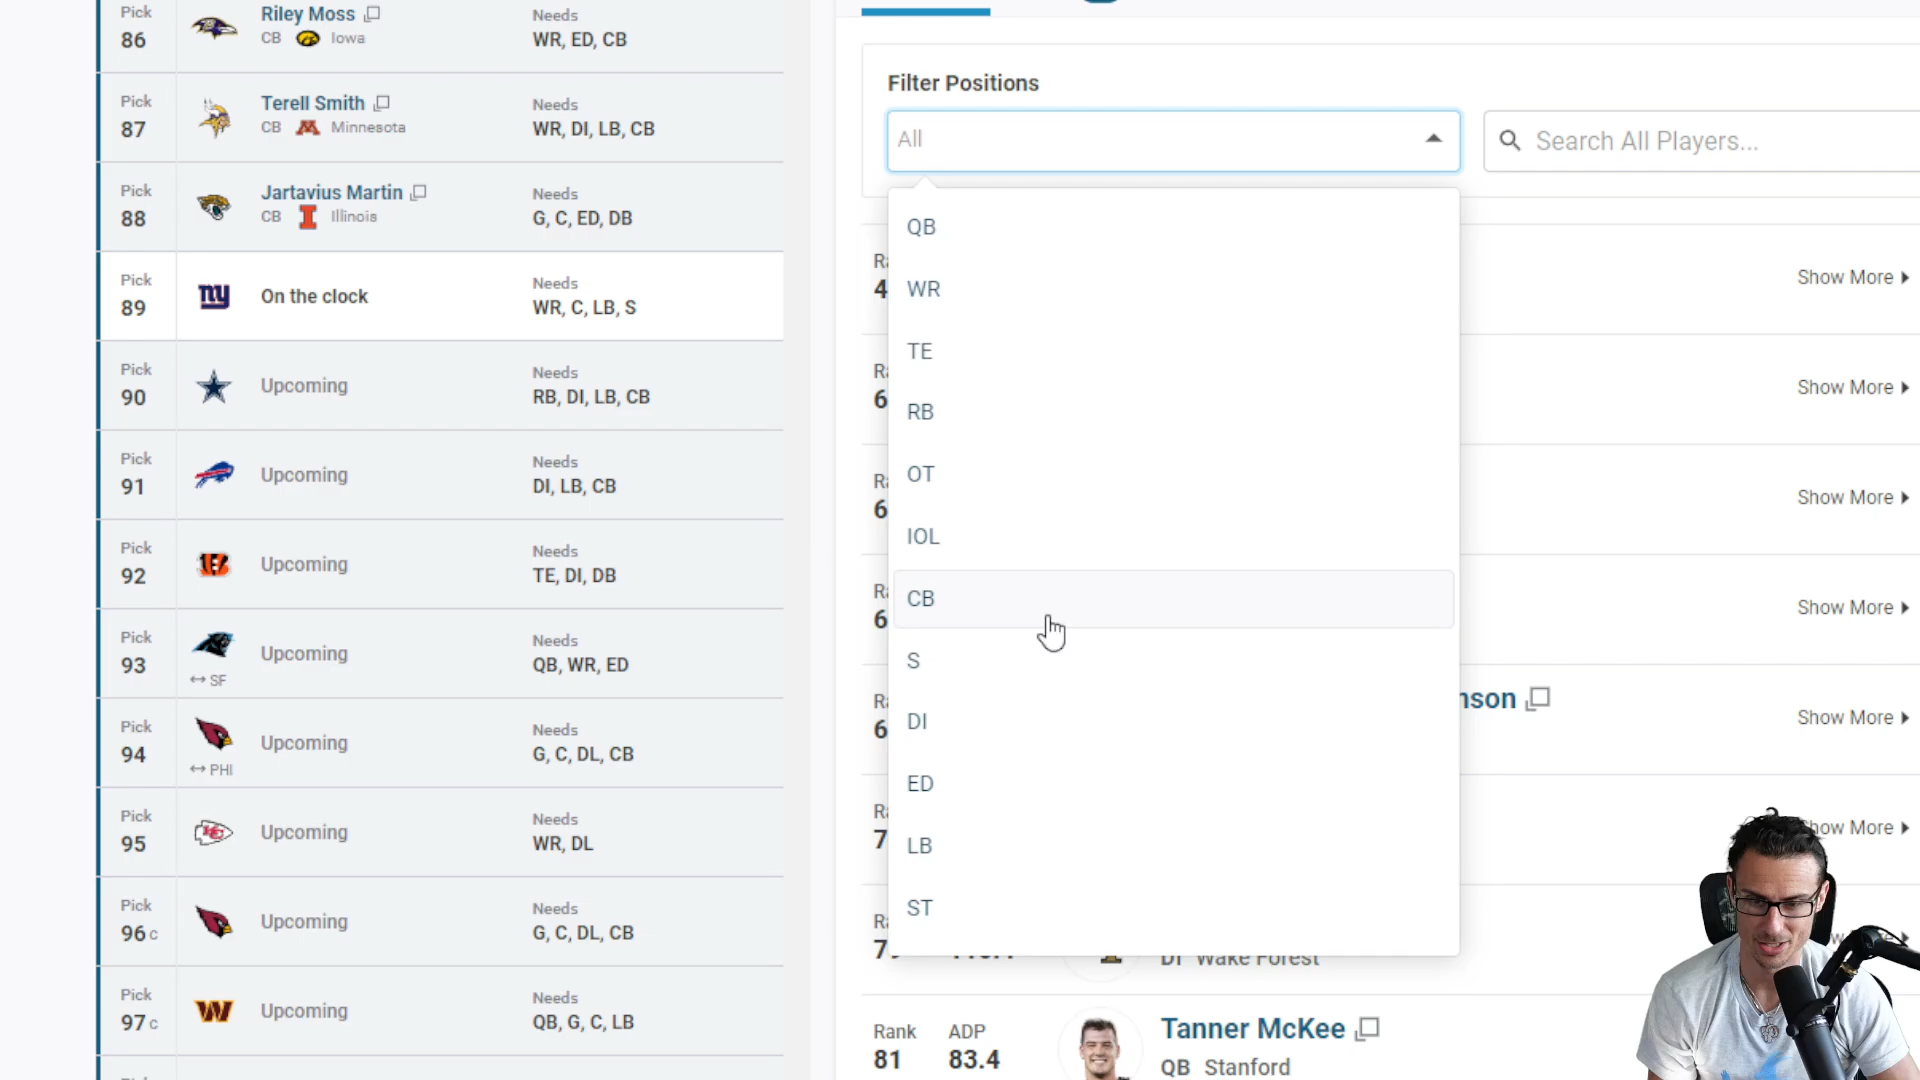 Pick
86
Riley Moss
CB Iowa
Needs
WR, ED, CB
Pick
87
Terell Smith
CB Minnesota
Needs
WR, DI, LB, CB
Pick
88
Jartavius Martin
CB Illinois
Needs
G, C, ED, DB
Pick
89
ny
On the clock
Needs
WR, C, LB, S
Pick
90
Upcoming
Needs
RB, DI, LB, CB
Pick
91
Upcoming
Needs
DI, LB, CB
Pick
92
Upcoming
Needs
TE, DI, DB
Pick
93
↔ SF
Upcoming
Needs
QB, WR, ED
Pick
94
↔ PHI
Upcoming
Needs
G, C, DL, CB
Pick
95
KC
Upcoming
Needs
WR, DL
Pick
96 c
Upcoming
Needs
G, C, DL, CB
Pick
97 c
W
Upcoming
Needs
QB, G, C, LB
Filter Positions
All
Search All Players...
QB
WR
TE
RB
OT
IOL
CB
S
DI
ED
LB
ST
Show More
Show More
Show More
Show More
Show More
DI Wake Forest
Rank
81
ADP
83.4
Tanner McKee
QB Stanford